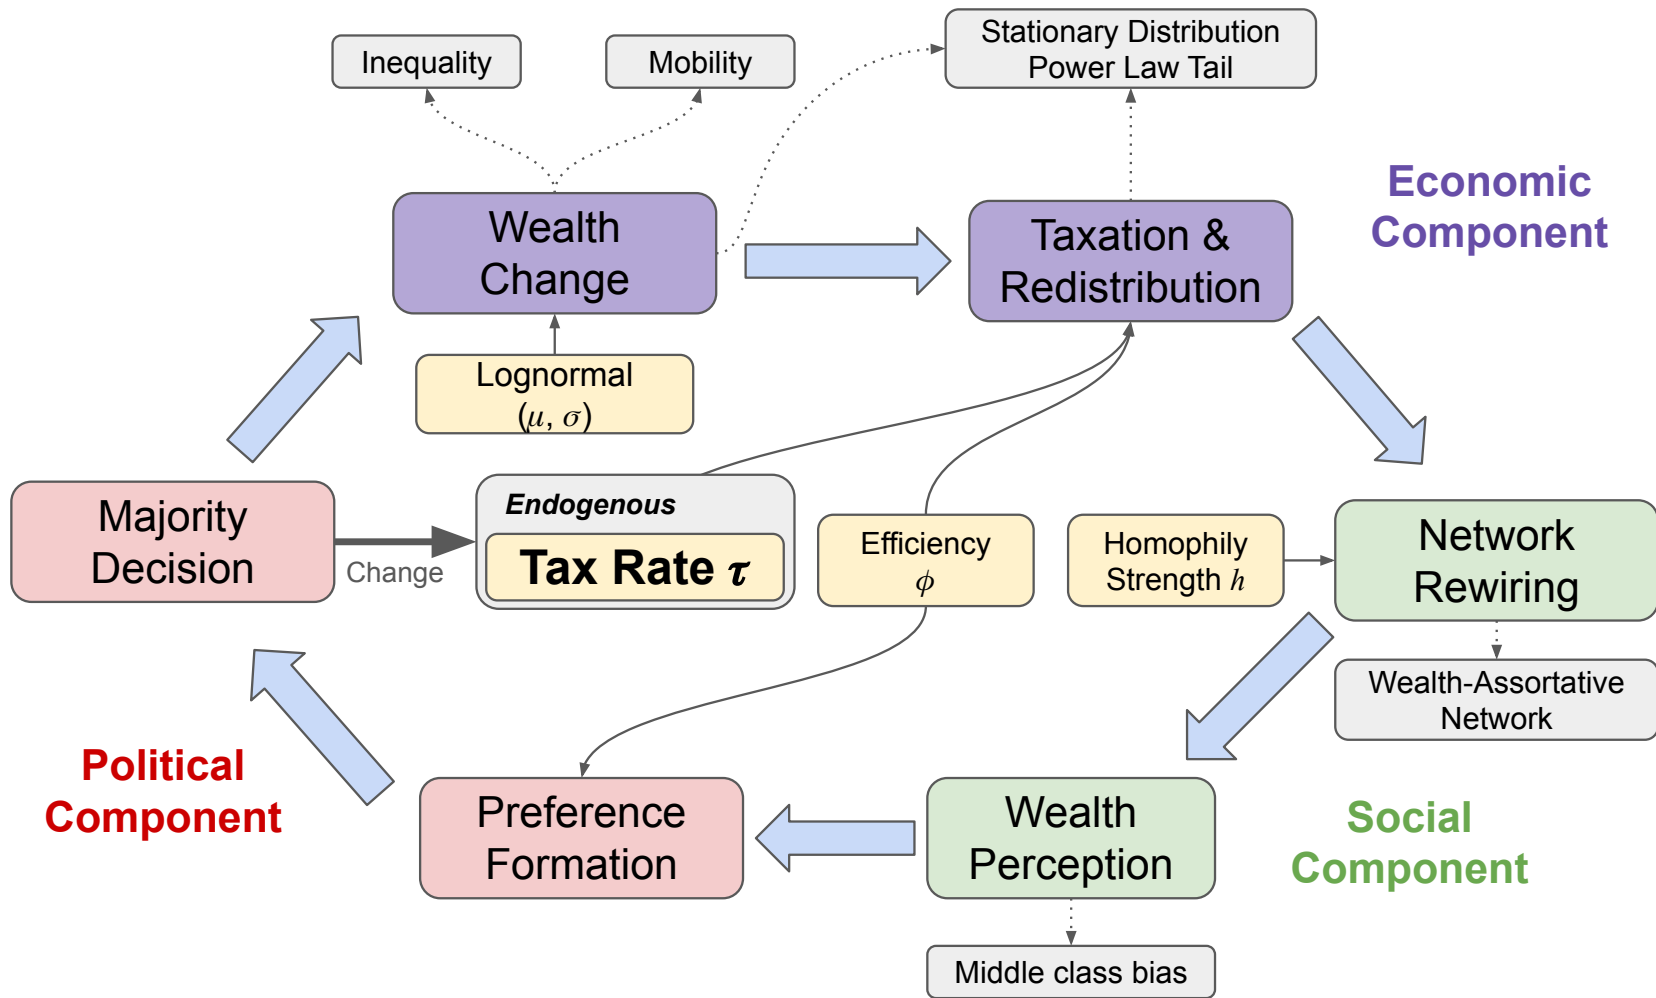 Inequality
Mobility
Stationary Distribution
Power Law Tail
Economic
Component
Wealth
Change
Taxation &
Redistribution
Lognormal
(μ, σ)
Majority
Decision
Change
Endogenous
Tax Rate τ
Efficiency
ϕ
Homophily
Strength h
Network
Rewiring
Wealth-Assortative
Network
Political
Component
Preference
Formation
Wealth
Perception
Social
Component
Middle class bias